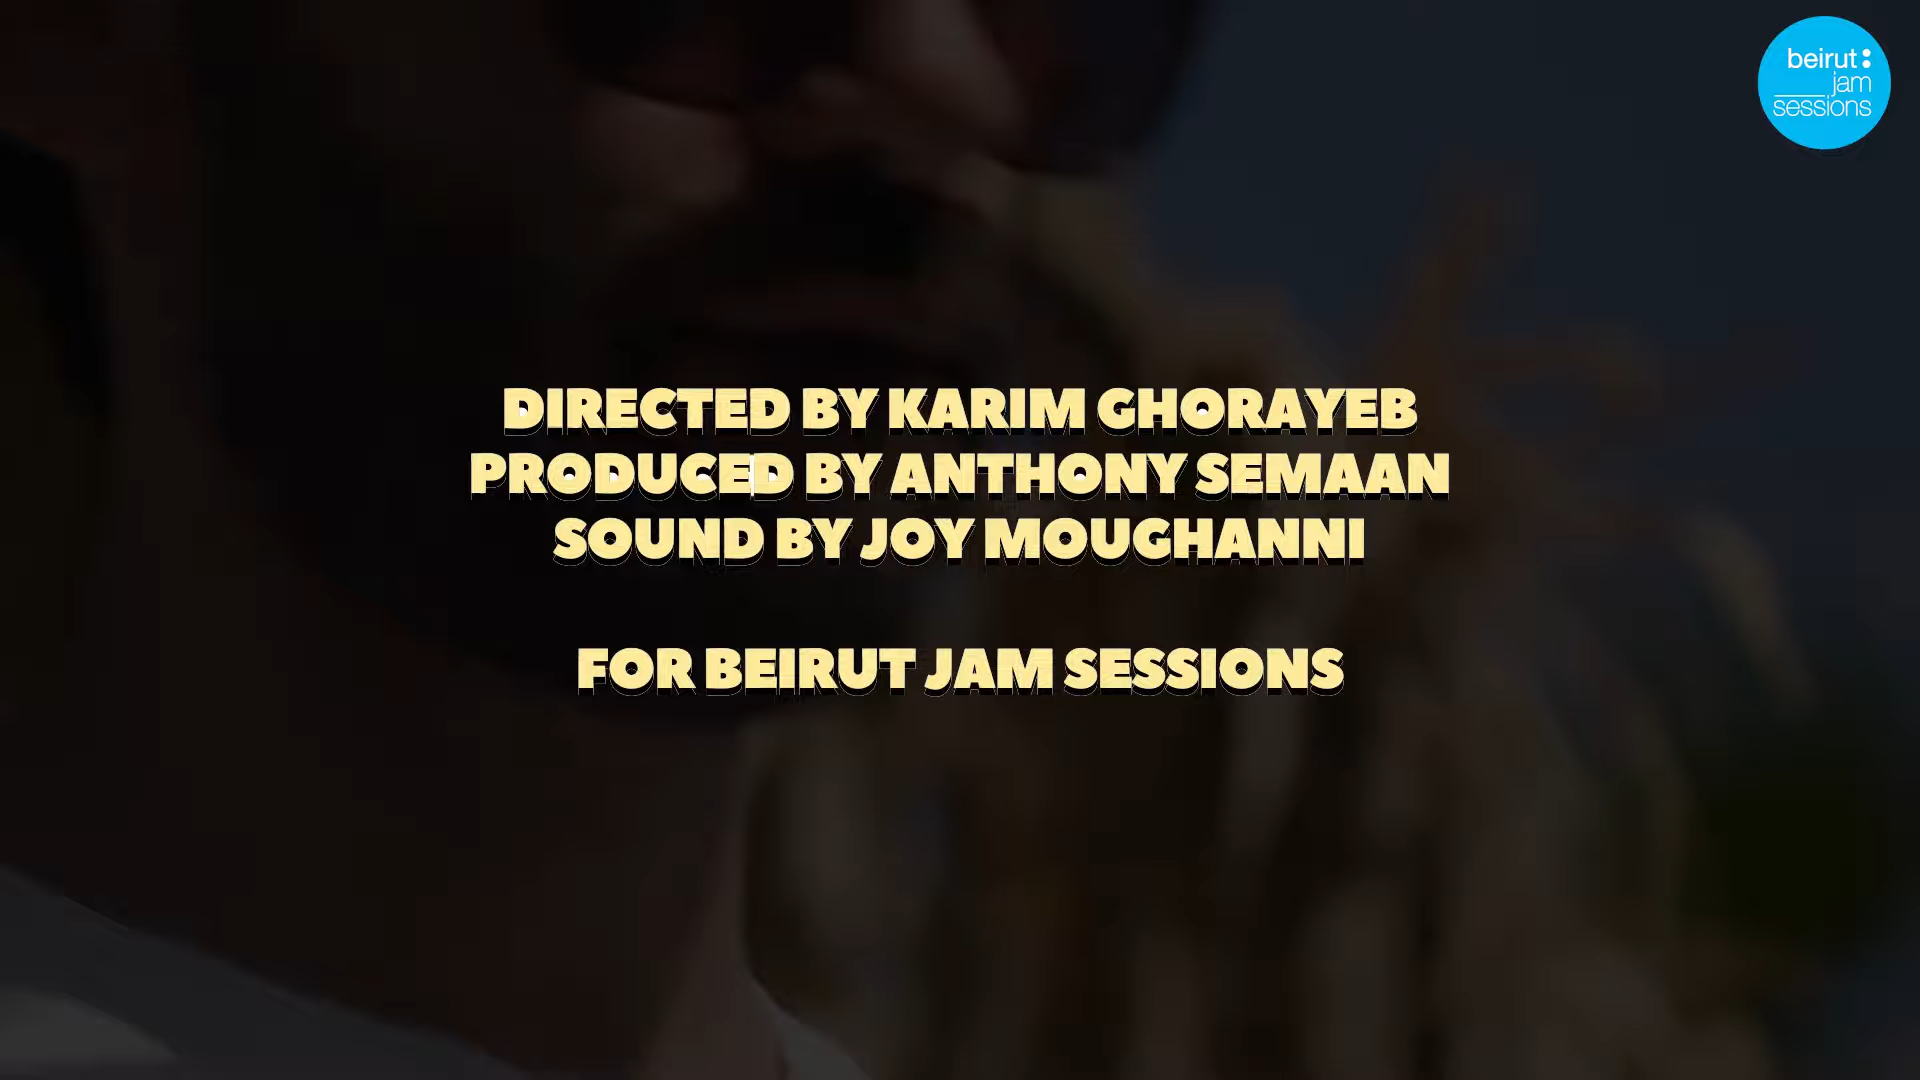 beirut:
jam
sessions
DIRECTED BY KARIM GHORAYEB
PRODUCED BY ANTHONY SEMAAN
SOUND BY JOY MOUGHANNI
FOR BEIRUT JAM SESSIONS